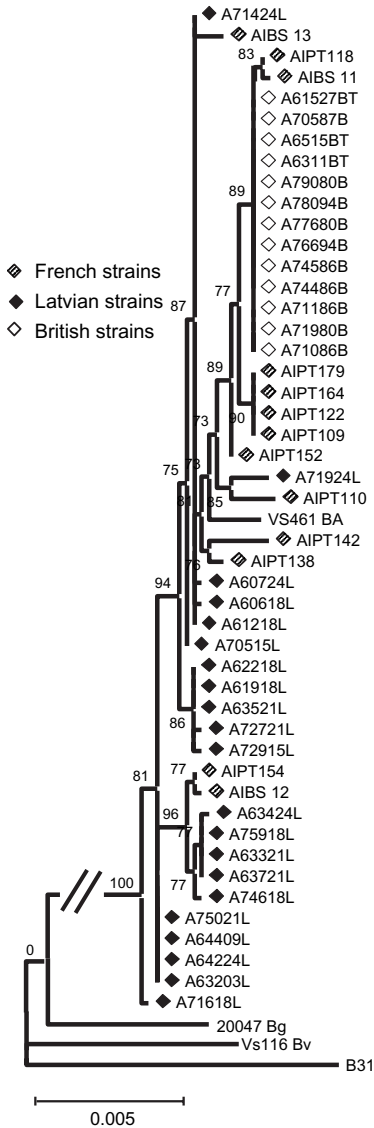 A71424L
AIBS 13
83
AIPT118
AIBS 11
A61527BT
A70587B
A6515BT
A6311BT
A79080B
89
A78094B
A77680B
A76694B
French strains
A74586B
Latvian strains
77
A74486B
87
A71186B
British strains
A71980B
A71086B
89
AIPT179
AIPT164
73
90
AIPT122
AIPT109
AIPT152
75
73
A71924L
81
85
AIPT110
VS461 BA
AIPT142
76
AIPT138
94
A60724L
A60618L
A61218L
A70515L
A62218L
A61918L
A63521L
86
A72721L
A72915L
77
AIPT154
81
AIBS 12
96
A63424L
77
A75918L
A63321L
100
77
A63721L
A74618L
A75021L
A64409L
0
A64224L
A63203L
A71618L
20047 Bg
Vs116 Bv
B31
0.005